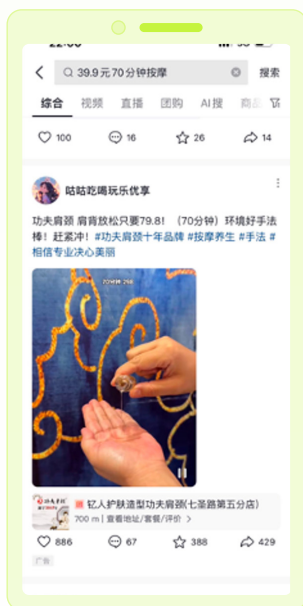 39.9元70分钟按摩
搜索
综合 视频 直播 团购 AI搜 商品
100 16 26 14
咕咕吃喝玩乐优享
功夫肩颈 肩背放松只要79.8！（70分钟）环境好手法
棒！赶紧冲！#功夫肩颈十年品牌 #按摩养生 #手法 #
相信专业决心美丽
钇人护肤造型功夫肩颈(七圣路第五分店)
700 m | 查看地址/套餐/评价 >
886 67 388 429
广告